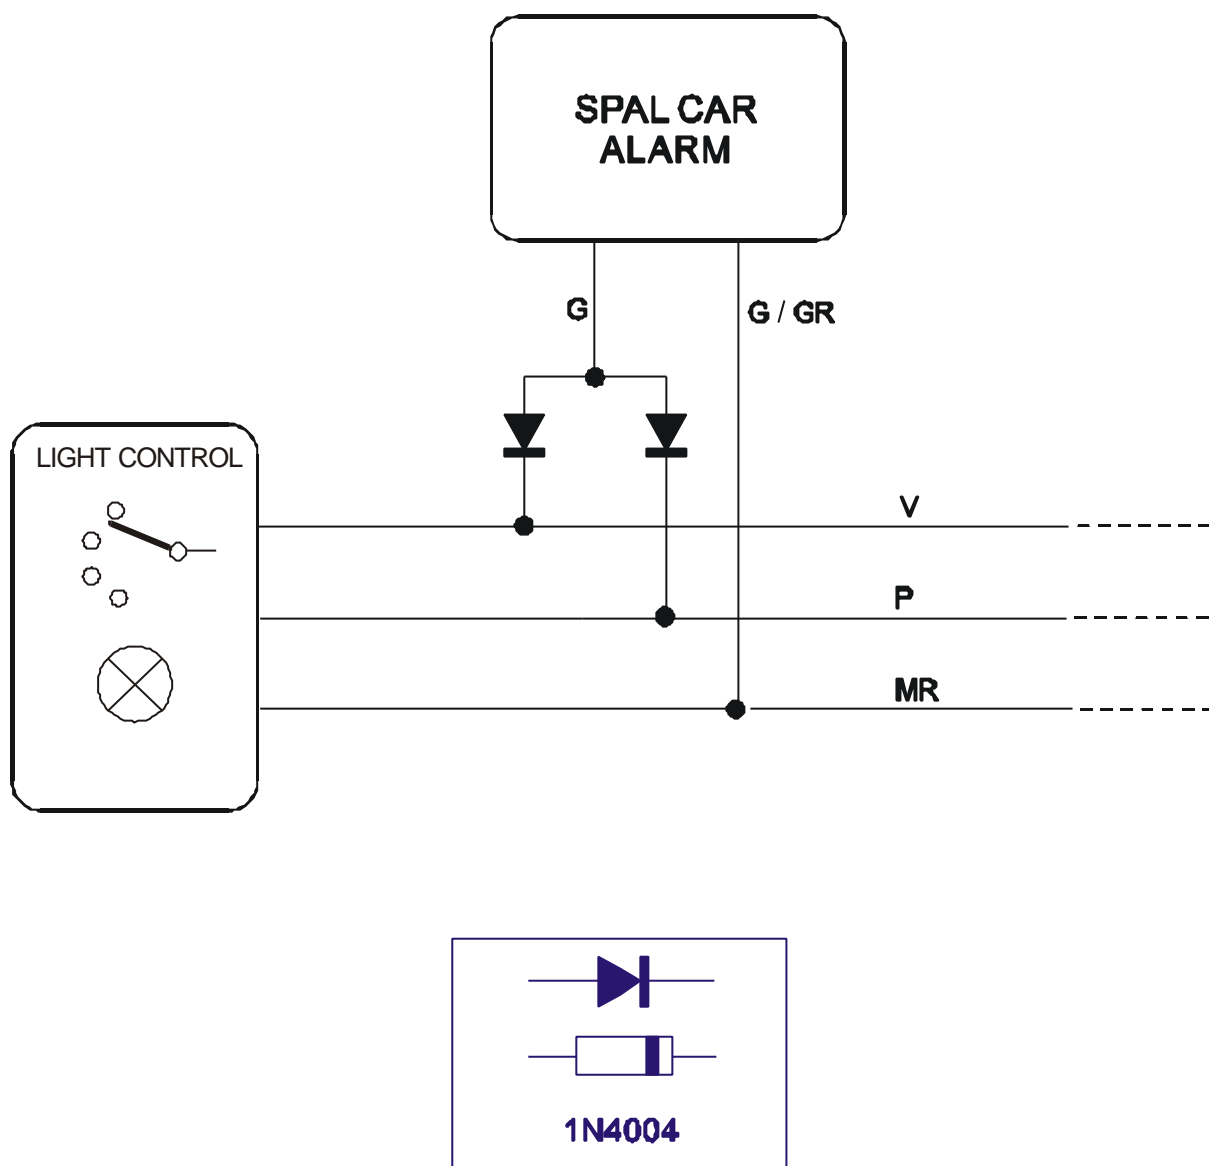 SPAL CAR
ALARM
G
G / GR
LIGHT CONTROL
V
P
MR
1N4004